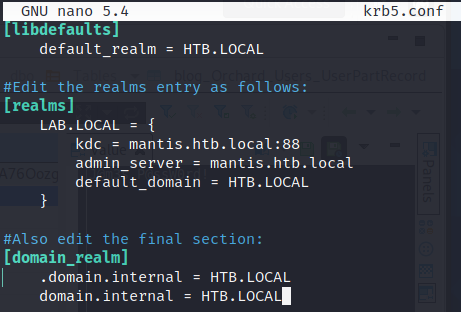 GNU nano 5.4 krb5.conf
[libdefaults]
default_realm = HTB.LOCAL
#Edit the realms entry as follows:
[realms]
LAB.LOCAL = {
kdc = mantis.htb.local:88
admin_server = mantis.htb.local
default_domain = HTB.LOCAL
}
#Also edit the final section:
[domain_realm]
.domain.internal = HTB.LOCAL
domain.internal = HTB.LOCAL
Panels